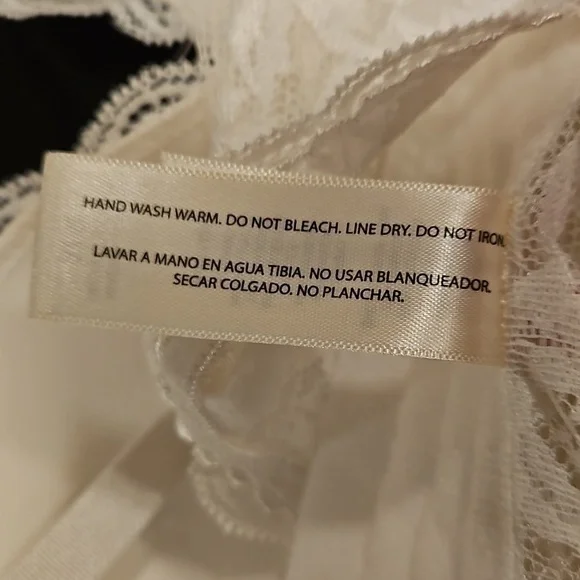 HAND WASH WARM. DO NOT BLEACH. LINE DRY. DO NOT IRON.
LAVAR A MANO EN AGUA TIBIA. NO USAR BLANQUEADOR.
SECAR COLGADO. NO PLANCHAR.